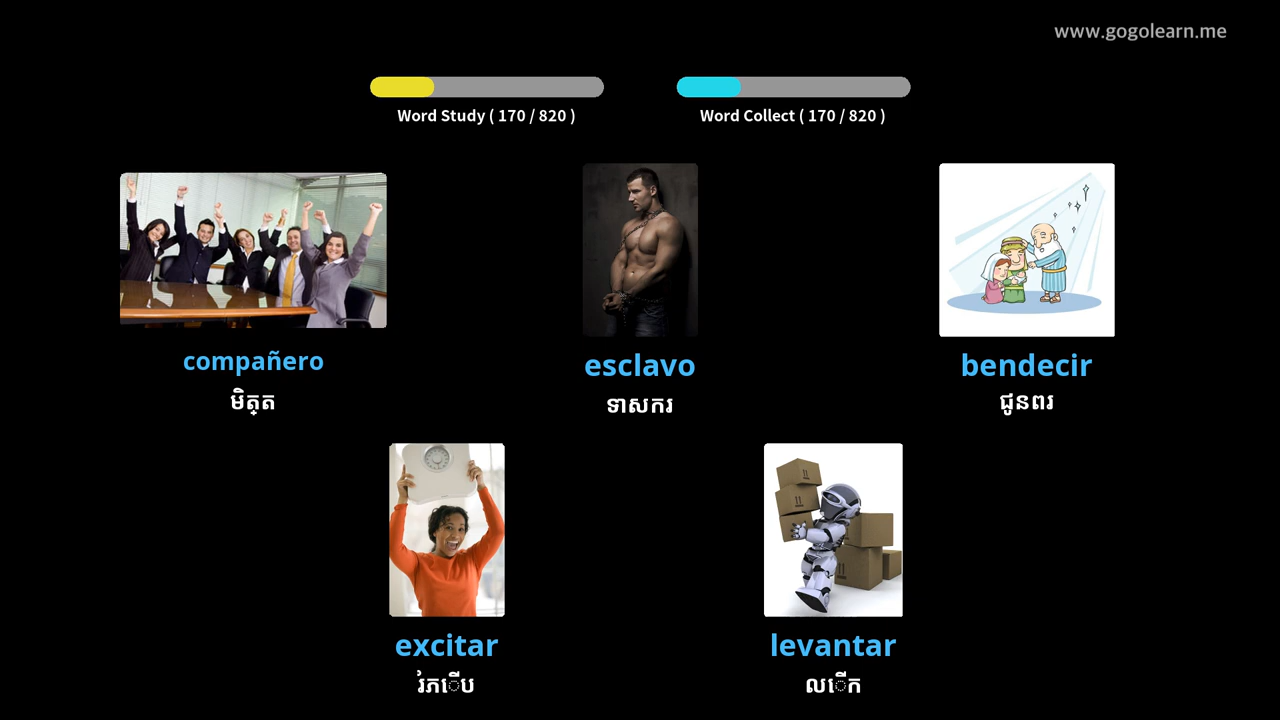 www.gogolearn.me
Word Study ( 170 / 820 )
Word Collect ( 170 / 820 )
compañero
មិត្ត
esclavo
ទាសករ
bendecir
ជូនពរ
excitar
រំភើប
levantar
លើក